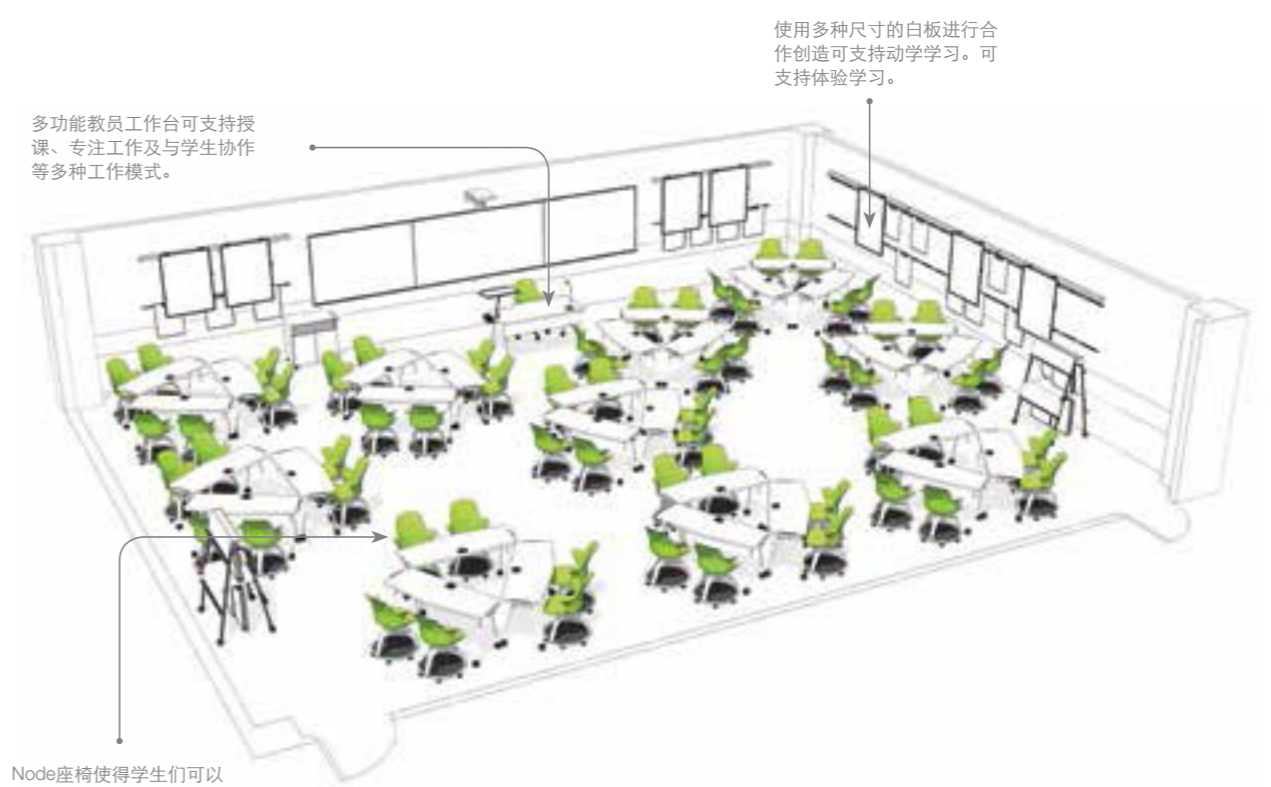 使用多种尺寸的白板进行合
作创造可支持动学学习。可
支持体验学习。
多功能教员工作台可支持授
课、专注工作及与学生协作
等多种工作模式。
Node座椅使得学生们可以